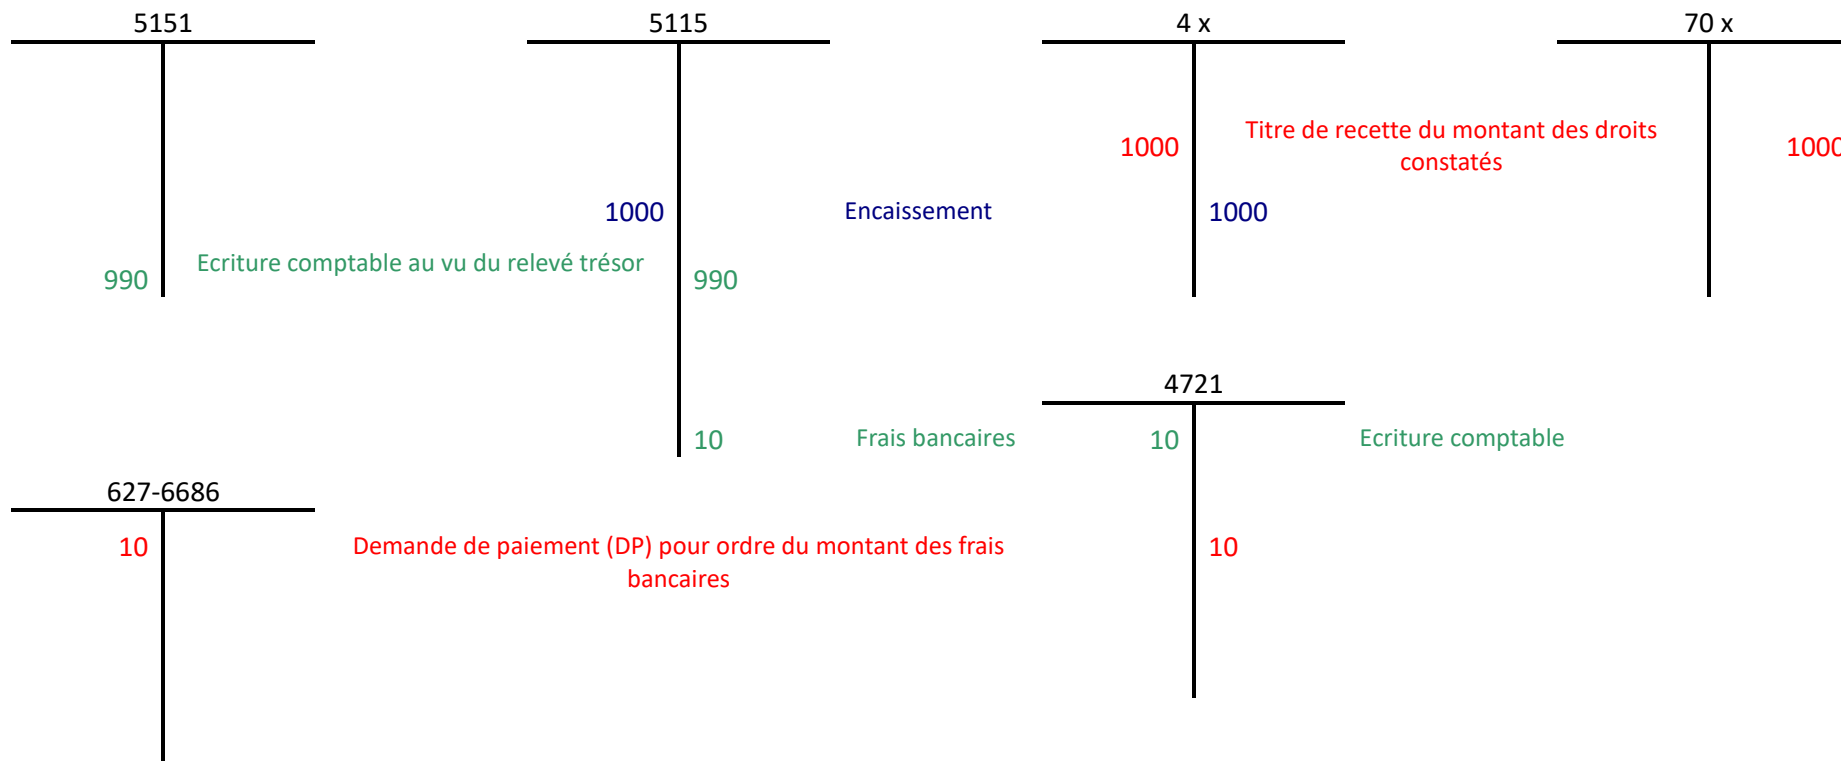 5151 5115 4 x 70 x
1000 Titre de recette du montant des droits
constatés 1000
1000 Encaissement 1000
990 Ecriture comptable au vu du relevé trésor 990
4721
10 Frais bancaires 10 Ecriture comptable
627-6686
10 Demande de paiement (DP) pour ordre du montant des frais
bancaires 10